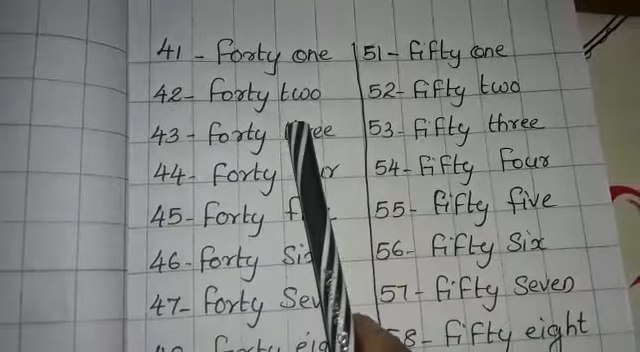 41 - forty one
42 - forty two
43 - forty
44 - forty
45 - forty
46 - forty
47 - forty
forty
51 - fifty one
52 - fifty two
53 - fifty three
54 - fifty four
55 - fifty five
56 - fifty six
57 - fifty seven
58 - fifty eight